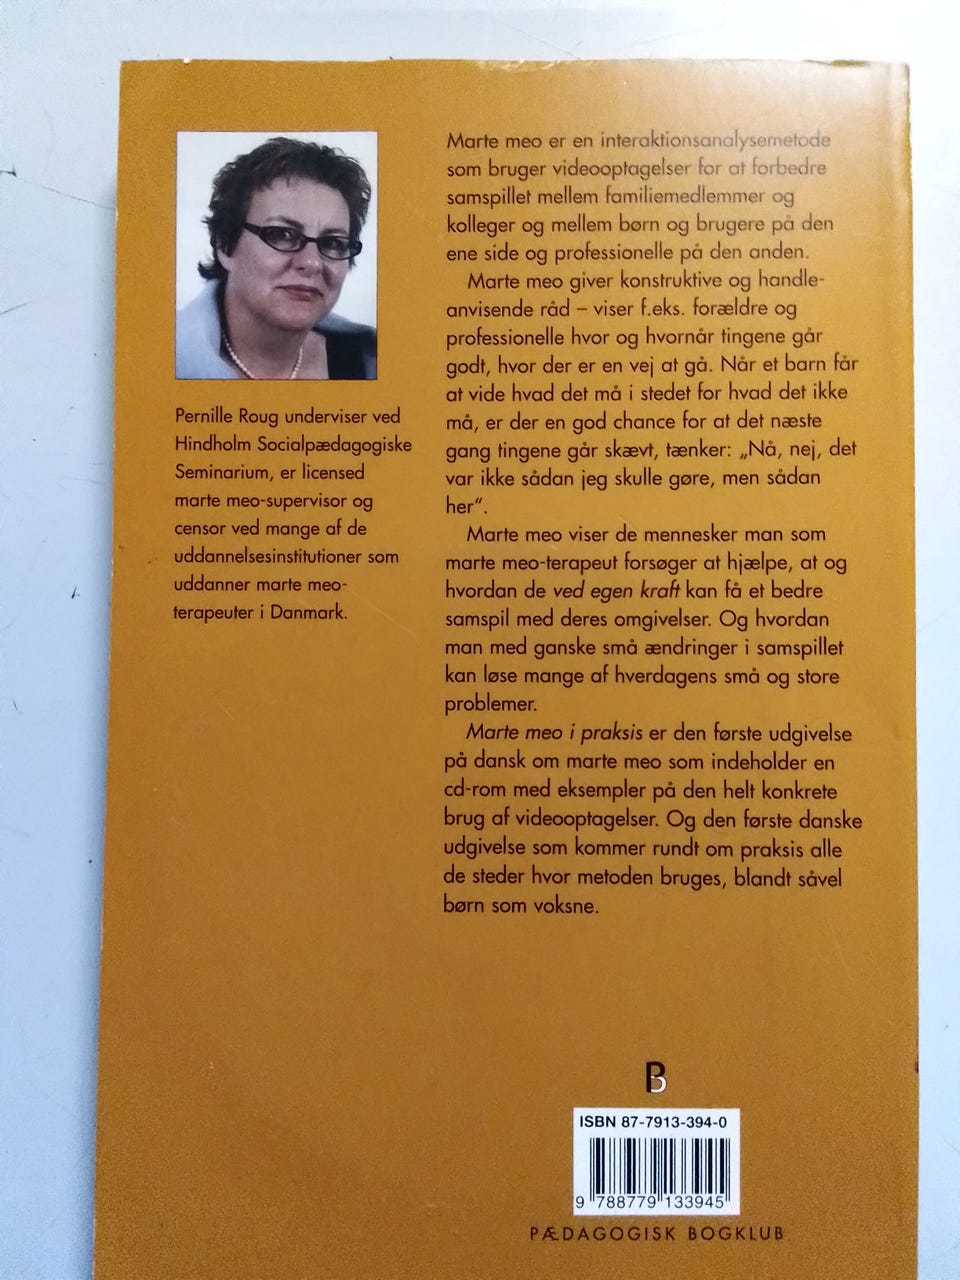 Pernille Roug underviser ved
Hindholm Socialpædagogiske
Seminarium, er licensed
marte meo-supervisor og
censor ved mange af de
uddannelsesinstitutioner som
uddanner marte meo-
terapeuter i Danmark.
Marte meo er en interaktionsanalysemetode
som bruger videooptagelser for at forbedre
samspillet mellem familiemedlemmer og
kolleger og mellem børn og brugere på den
ene side og professionelle på den anden.
Marte meo giver konstruktive og handle-
anvisende råd – viser f.eks. forældre og
professionelle hvor og hvornår tingene går
godt, hvor der er en vej at gå. Når et barn får
at vide hvad det må i stedet for hvad det ikke
må, er der en god chance for at det næste
gang tingene går skævt, tænker: „Nå, nej, det
var ikke sådan jeg skulle gøre, men sådan
her“.
Marte meo viser de mennesker man som
marte meo-terapeut forsøger at hjælpe, at og
hvordan de ved egen kraft kan få et bedre
samspil med deres omgivelser. Og hvordan
man med ganske små ændringer i samspillet
kan løse mange af hverdagens små og store
problemer.
Marte meo i praksis er den første udgivelse
på dansk om marte meo som indeholder en
cd-rom med eksempler på den helt konkrete
brug af videooptagelser. Og den første danske
udgivelse som kommer rundt om praksis alle
de steder hvor metoden bruges, blandt såvel
børn som voksne.
B
ISBN 87-7913-394-0
9 788779 133945
PÆDAGOGISK BOGKLUB